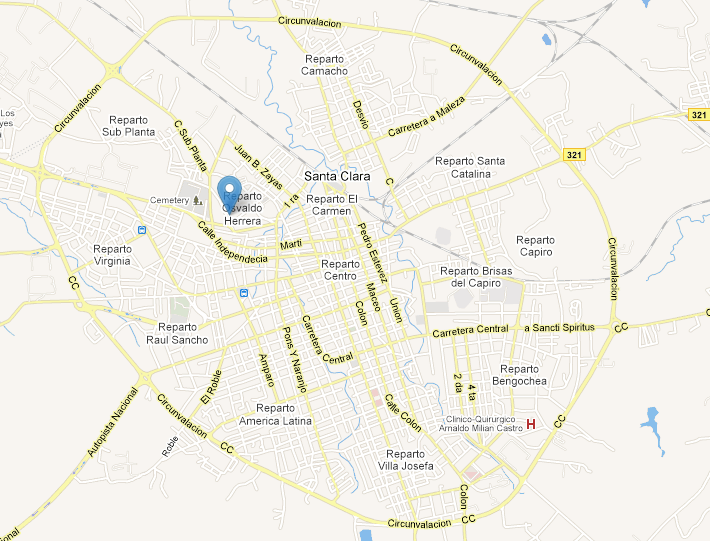 Circunvalacion
Circunvalacion
Reparto
Camacho
Circunvalacion
Los
yes
Reparto
Sub Planta
C Sub.Planta
Desvio
Carretera a Maleza
321
321
Juan B. Zayas
Reparto Santa
Catalina
Santa Clara
C
Cemetery
Reparto
Osvaldo
Herrera
1 ra
Reparto El
Carmen
Calle Independecia
Marti
Pedro Estevez
Reparto
Virginia
Reparto
Capiro
Circunvalacion
Reparto
Centro
Reparto Brisas
del Capiro
CC
Maceo
Union
Colon
Reparto
Raul Sancho
Carretera Central
Carretera Central
a Sancti Spiritus
CC
C
Pons Y Naranjo
Amparo
El Roble
2 da
4 ta
Reparto
Bengochea
Autopista Nacional
Circunvalacion
Reparto
America Latina
Calle Colon
Clinico-Quirurgico
Arnaldo Milian Castro
H
CC
Roble
CC
Reparto
Villa Josefa
Colon
Circunvalacion
CC
onal